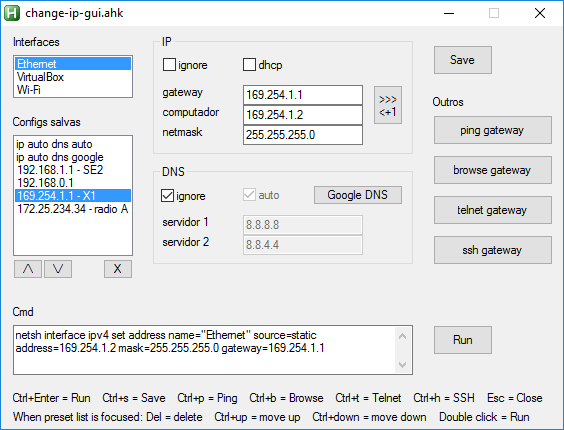 change-ip-gui.ahk
Interfaces
Ethernet
VirtualBox
Wi-Fi
Configs salvas
ip auto dns auto
ip auto dns google
192.168.1.1 - SE2
192.168.0.1
169.254.1.1 - X1
172.25.234.34 - radio A
/\ \/ X
IP
ignore dhcp
gateway 169.254.1.1
computador 169.254.1.2
netmask 255.255.255.0
>>>
<+1
DNS
ignore auto Google DNS
servidor 1 8.8.8.8
servidor 2 8.8.4.4
Save
Outros
ping gateway
browse gateway
telnet gateway
ssh gateway
Cmd
netsh interface ipv4 set address name="Ethernet" source=static
address=169.254.1.2 mask=255.255.255.0 gateway=169.254.1.1
Run
Ctrl+Enter = Run Ctrl+s = Save Ctrl+p = Ping Ctrl+b = Browse Ctrl+t = Telnet Ctrl+h = SSH Esc = Close
When preset list is focused: Del = delete Ctrl+up = move up Ctrl+down = move down Double click = Run